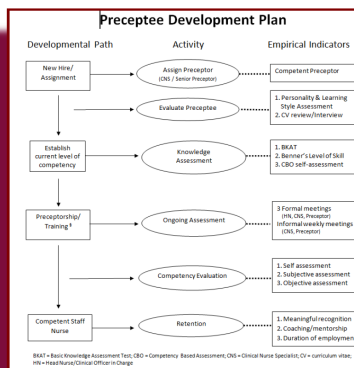 Preceptee Development Plan
Developmental Path
Activity
Empirical Indicators
New Hire/
Assignment
Assign Preceptor
(CNS / Senior Preceptor)
Competent Preceptor
Evaluate Preceptee
1. Personality & Learning
Style Assessment
2. CV review/Interview
Establish
current level of
competency
Knowledge
Assessment
1. BKAT
2. Benner's Level of Skill
3. CBO self-assessment
Preceptorship/
Training
Ongoing Assessment
3 Formal meetings
(HN, CNS, Preceptor)
Informal weekly meetings
(CNS, Preceptor)
Competency Evaluation
1. Self assessment
2. Subjective assessment
3. Objective assessment
Competent Staff
Nurse
Retention
1. Meaningful recognition
2. Coaching/mentorship
3. Duration of employment
BKAT = Basic Knowledge Assessment Test; CBO = Competency Based Assessment; CNS = Clinical Nurse Specialist; CV = curriculum vitae;
HN = Head Nurse/Clinical Officer in Charge